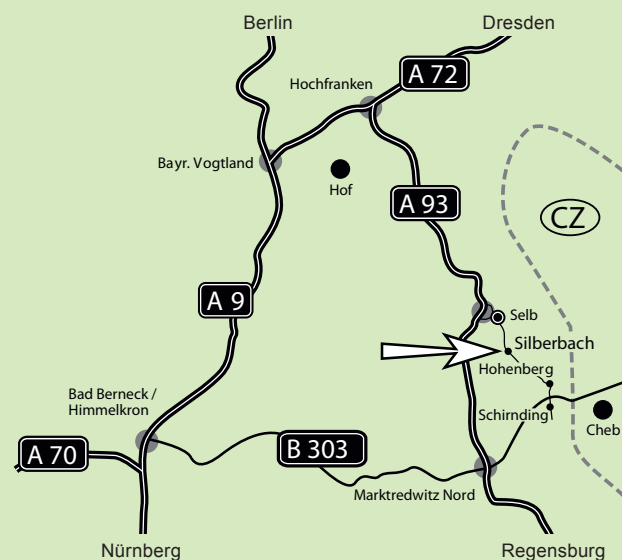 Berlin
Dresden
Hochfranken
A 72
Bayr. Vogtland
Hof
A 93
CZ
A 9
Selb
Silberbach
Hohenberg
Bad Berneck /
Himmelkron
Schirnding
Cheb
A 70
B 303
Marktredwitz Nord
Nürnberg
Regensburg